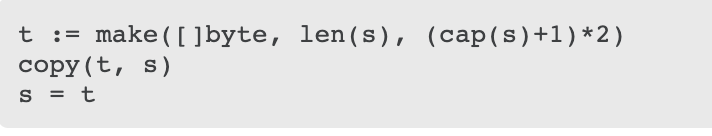 t := make([]byte, len(s), (cap(s)+1)*2)
copy(t, s)
s = t